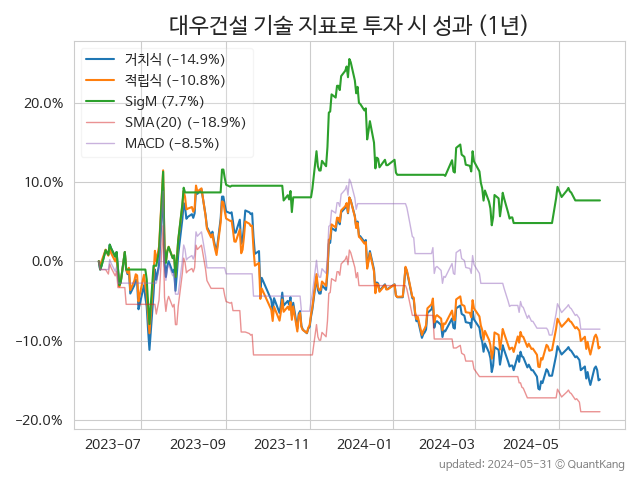 대우건설 기술 지표로 투자 시 성과 (1년)
거치식 (−14.9%)
적립식 (−10.8%)
SigM (7.7%)
SMA(20) (−18.9%)
MACD (−8.5%)
20.0%
10.0%
0.0%
−10.0%
−20.0%
2023-07 2023-09 2023-11 2024-01 2024-03 2024-05
updated: 2024-05-31 © QuantKang